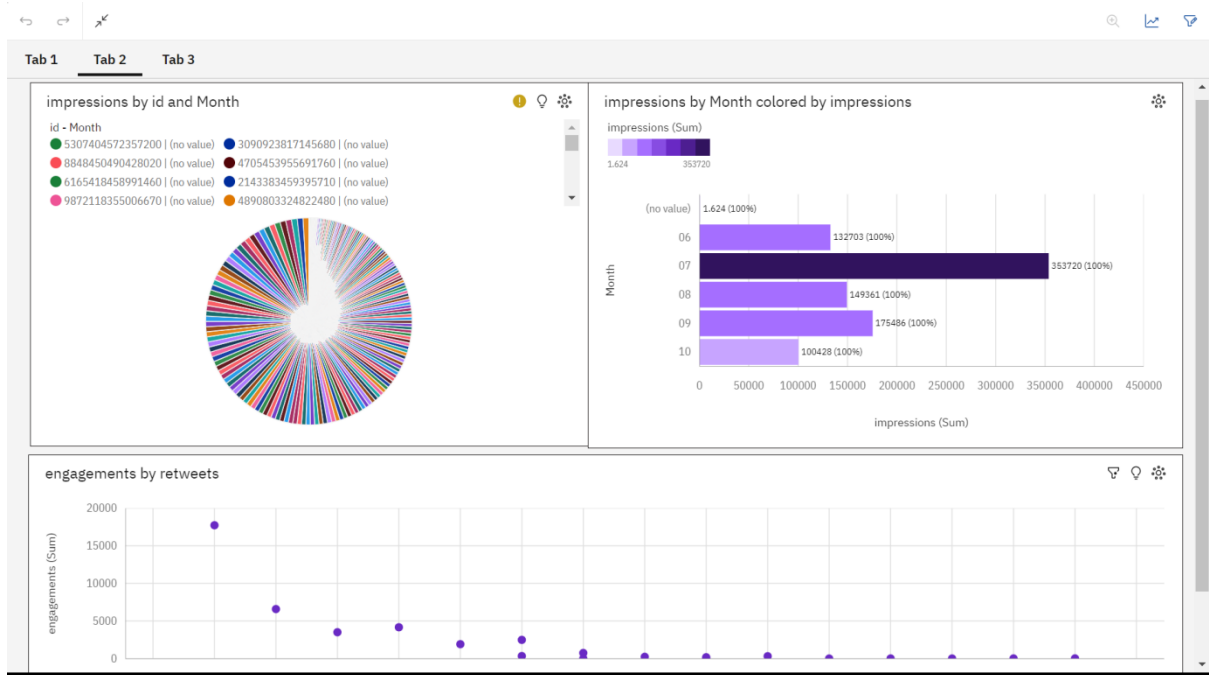 Tab 1 Tab 2 Tab 3
impressions by id and Month
id - Month
5307404572357200 | (no value) 3090923817145680 | (no value)
8848450490428020 | (no value) 4705453955691760 | (no value)
6165418458991460 | (no value) 2143383459395710 | (no value)
9872118355006670 | (no value) 4890803324822480 | (no value)
impressions by Month colored by impressions
impressions (Sum)
1.624 353720
Month
(no value) 1.624 (100%)
06 132703 (100%)
07 353720 (100%)
08 149361 (100%)
09 175486 (100%)
10 100428 (100%)
0 50000 100000 150000 200000 250000 300000 350000 400000 450000
impressions (Sum)
engagements by retweets
engagements (Sum)
20000
15000
10000
5000
0